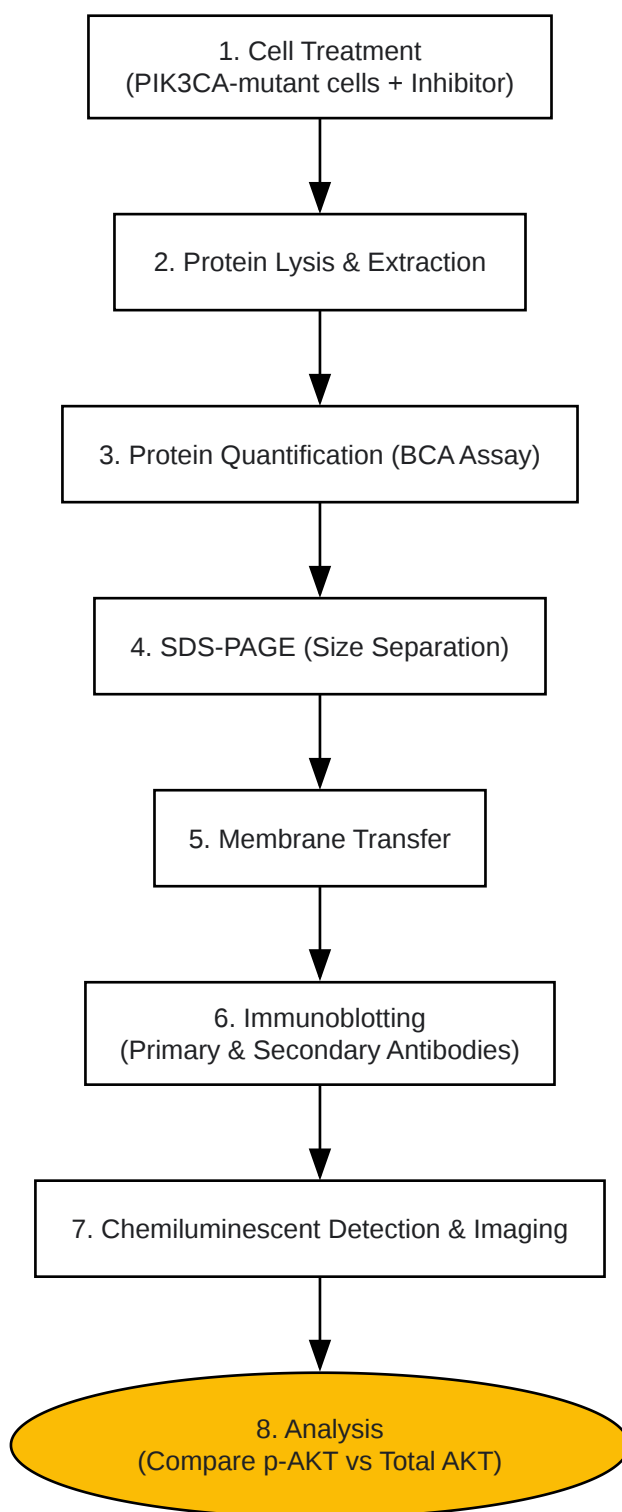 1. Cell Treatment
(PIK3CA-mutant cells + Inhibitor)
2. Protein Lysis & Extraction
3. Protein Quantification (BCA Assay)
4. SDS-PAGE (Size Separation)
5. Membrane Transfer
6. Immunoblotting
(Primary & Secondary Antibodies)
7. Chemiluminescent Detection & Imaging
8. Analysis
(Compare p-AKT vs Total AKT)